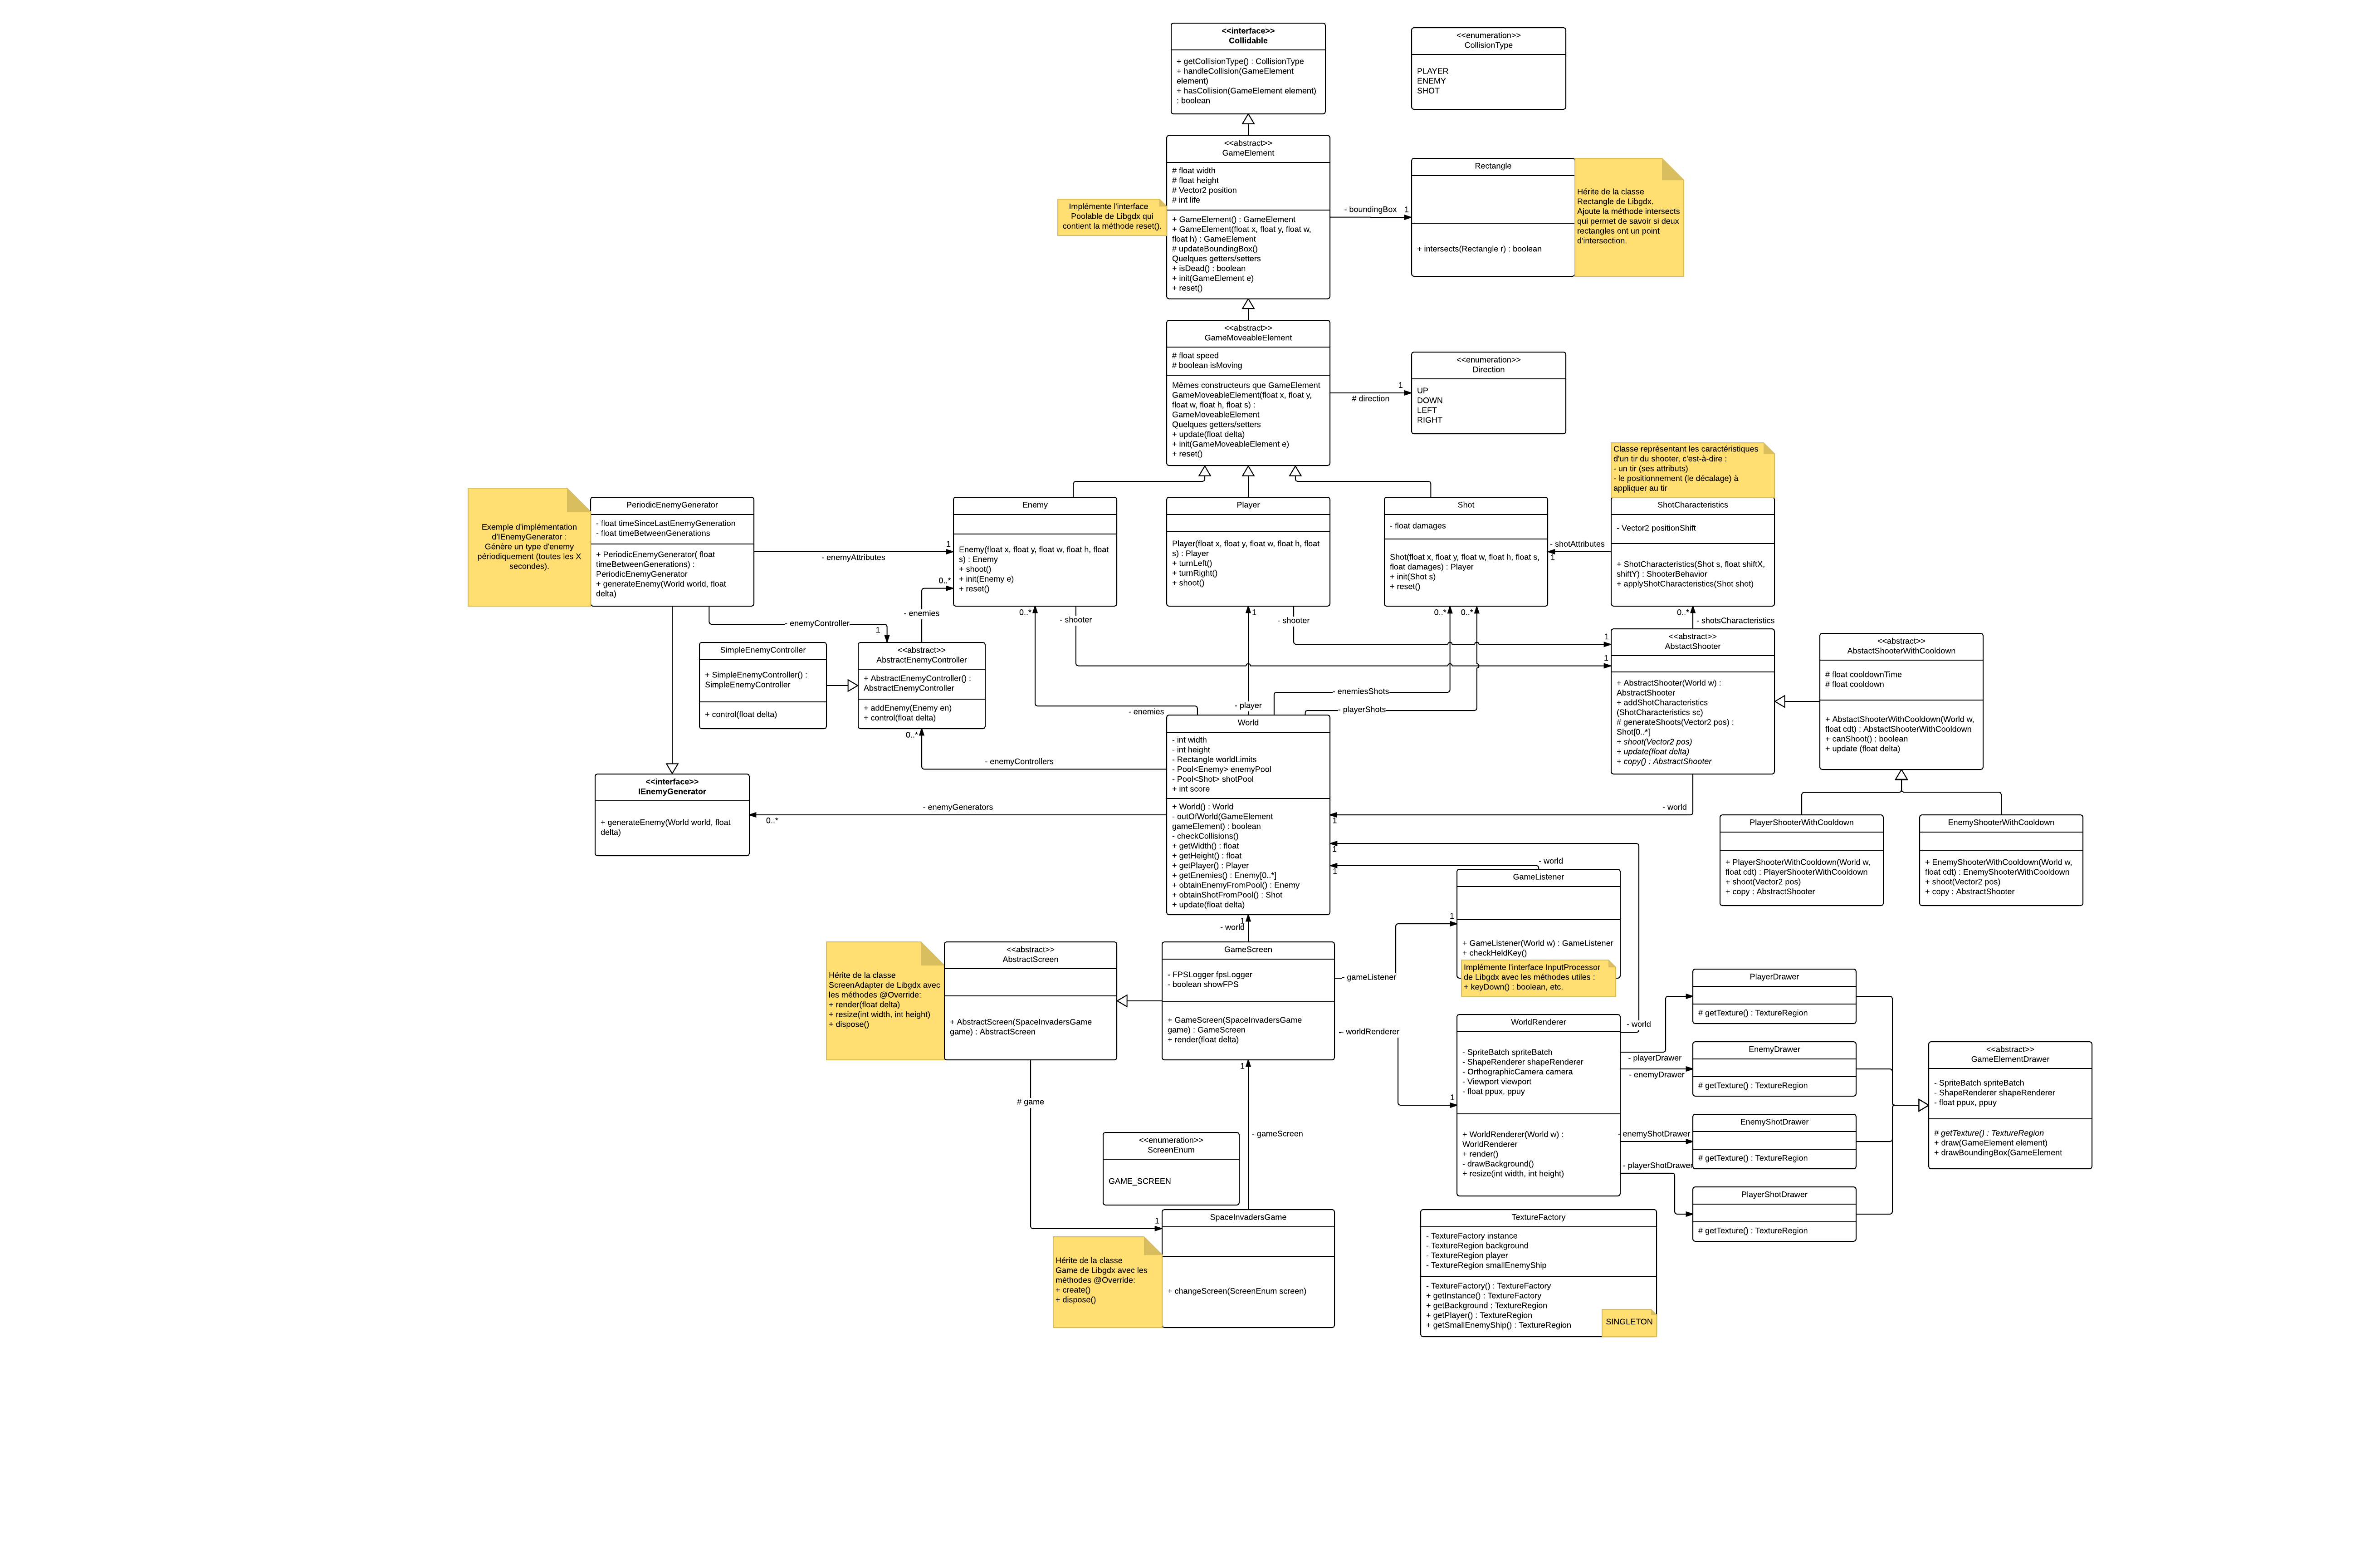 <<interface>>
Collidable
+ getCollisionType() : CollisionType
+ handleCollision(GameElement
element)
+ hasCollision(GameElement element)
: boolean
<<enumeration>>
CollisionType
PLAYER
ENEMY
SHOT
<<abstract>>
GameElement
# float width
# float height
# Vector2 position
# int life
+ GameElement() : GameElement
+ GameElement(float x, float y, float w,
float h) : GameElement
# updateBoundingBox()
Quelques getters/setters
+ isDead() : boolean
+ init(GameElement e)
+ reset()
Implémente l'interface
Poolable de Libgdx qui
contient la méthode reset().
- boundingBox
1
Rectangle
+ intersects(Rectangle r) : boolean
Hérite de la classe
Rectangle de Libgdx.
Ajoute la méthode intersects
qui permet de savoir si deux
rectangles ont un point
d'intersection.
<<abstract>>
GameMoveableElement
# float speed
# boolean isMoving
Mêmes constructeurs que GameElement
GameMoveableElement(float x, float y,
float w, float h, float s) :
GameMoveableElement
Quelques getters/setters
+ update(float delta)
+ init(GameMoveableElement e)
+ reset()
1
# direction
<<enumeration>>
Direction
UP
DOWN
LEFT
RIGHT
Classe représentant les caractéristiques
d'un tir du shooter, c'est-à-dire :
- un tir (ses attributs)
- le positionnement (le décalage) à
appliquer au tir
Exemple d'implémentation
d'IEnemyGenerator :
Génère un type d'enemy
périodiquement (toutes les X
secondes).
PeriodicEnemyGenerator
- float timeSinceLastEnemyGeneration
- float timeBetweenGenerations
+ PeriodicEnemyGenerator( float
timeBetweenGenerations) :
PeriodicEnemyGenerator
+ generateEnemy(World world, float
delta)
- enemyAttributes
1
Enemy
Enemy(float x, float y, float w, float h, float
s) : Enemy
+ shoot()
+ init(Enemy e)
+ reset()
Player
Player(float x, float y, float w, float h, float
s) : Player
+ turnLeft()
+ turnRight()
+ shoot()
Shot
- float damages
Shot(float x, float y, float w, float h, float s,
float damages) : Player
+ init(Shot s)
+ reset()
- shotAttributes
1
ShotCharacteristics
- Vector2 positionShift
+ ShotCharacteristics(Shot s, float shiftX,
shiftY) : ShooterBehavior
+ applyShotCharacteristics(Shot shot)
0..*
- enemies
- enemyController
1
0..*
- shooter
1
- shooter
0..*
0..*
0..*
- shotsCharacteristics
1
1
SimpleEnemyController
+ SimpleEnemyController() :
SimpleEnemyController
+ control(float delta)
<<abstract>>
AbstractEnemyController
+ AbstractEnemyController() :
AbstractEnemyController
+ addEnemy(Enemy en)
+ control(float delta)
0..*
- enemyControllers
- enemies
- player
- enemiesShots
- playerShots
<<abstract>>
AbstactShooter
+ AbstractShooter(World w) :
AbstractShooter
+ addShotCharacteristics
(ShotCharacteristics sc)
# generateShoots(Vector2 pos) :
Shot[0..*]
+ shoot(Vector2 pos)
+ update(float delta)
+ copy() : AbstractShooter
<<abstract>>
AbstactShooterWithCooldown
# float cooldownTime
# float cooldown
+ AbstactShooterWithCooldown(World w,
float cdt) : AbstactShooterWithCooldown
+ canShoot() : boolean
+ update (float delta)
<<interface>>
IEnemyGenerator
+ generateEnemy(World world, float
delta)
- enemyGenerators
0..*
World
- int width
- int height
- Rectangle worldLimits
- Pool<Enemy> enemyPool
- Pool<Shot> shotPool
+ int score
+ World() : World
- outOfWorld(GameElement
gameElement) : boolean
- checkCollisions()
+ getWidth() : float
+ getHeight() : float
+ getPlayer() : Player
+ getEnemies() : Enemy[0..*]
+ obtainEnemyFromPool() : Enemy
+ obtainShotFromPool() : Shot
+ update(float delta)
- world
1
1
- world
1
PlayerShooterWithCooldown
+ PlayerShooterWithCooldown(World w,
float cdt) : PlayerShooterWithCooldown
+ shoot(Vector2 pos)
+ copy : AbstractShooter
EnemyShooterWithCooldown
+ EnemyShooterWithCooldown(World w,
float cdt) : EnemyShooterWithCooldown
+ shoot(Vector2 pos)
+ copy : AbstractShooter
GameListener
+ GameListener(World w) : GameListener
+ checkHeldKey()
Implémente l'interface InputProcessor
de Libgdx avec les méthodes utiles :
+ keyDown() : boolean, etc.
1
- world
Hérite de la classe
ScreenAdapter de Libgdx avec
les méthodes @Override:
+ render(float delta)
+ resize(int width, int height)
+ dispose()
<<abstract>>
AbstractScreen
+ AbstractScreen(SpaceInvadersGame
game) : AbstractScreen
GameScreen
- FPSLogger fpsLogger
- boolean showFPS
+ GameScreen(SpaceInvadersGame
game) : GameScreen
+ render(float delta)
1
- gameListener
- worldRenderer
1
WorldRenderer
- SpriteBatch spriteBatch
- ShapeRenderer shapeRenderer
- OrthographicCamera camera
- Viewport viewport
- float ppux, ppuy
+ WorldRenderer(World w) :
WorldRenderer
+ render()
- drawBackground()
+ resize(int width, int height)
- world
- playerDrawer
- enemyDrawer
- enemyShotDrawer
- playerShotDrawer
PlayerDrawer
# getTexture() : TextureRegion
EnemyDrawer
# getTexture() : TextureRegion
EnemyShotDrawer
# getTexture() : TextureRegion
PlayerShotDrawer
# getTexture() : TextureRegion
<<abstract>>
GameElementDrawer
- SpriteBatch spriteBatch
- ShapeRenderer shapeRenderer
- float ppux, ppuy
# getTexture() : TextureRegion
+ draw(GameElement element)
+ drawBoundingBox(GameElement
# game
1
- gameScreen
<<enumeration>>
ScreenEnum
GAME_SCREEN
1
SpaceInvadersGame
+ changeScreen(ScreenEnum screen)
Hérite de la classe
Game de Libgdx avec les
méthodes @Override:
+ create()
+ dispose()
TextureFactory
- TextureFactory instance
- TextureRegion background
- TextureRegion player
- TextureRegion smallEnemyShip
- TextureFactory() : TextureFactory
+ getInstance() : TextureFactory
+ getBackground : TextureRegion
+ getPlayer() : TextureRegion
+ getSmallEnemyShip() : TextureRegion
SINGLETON